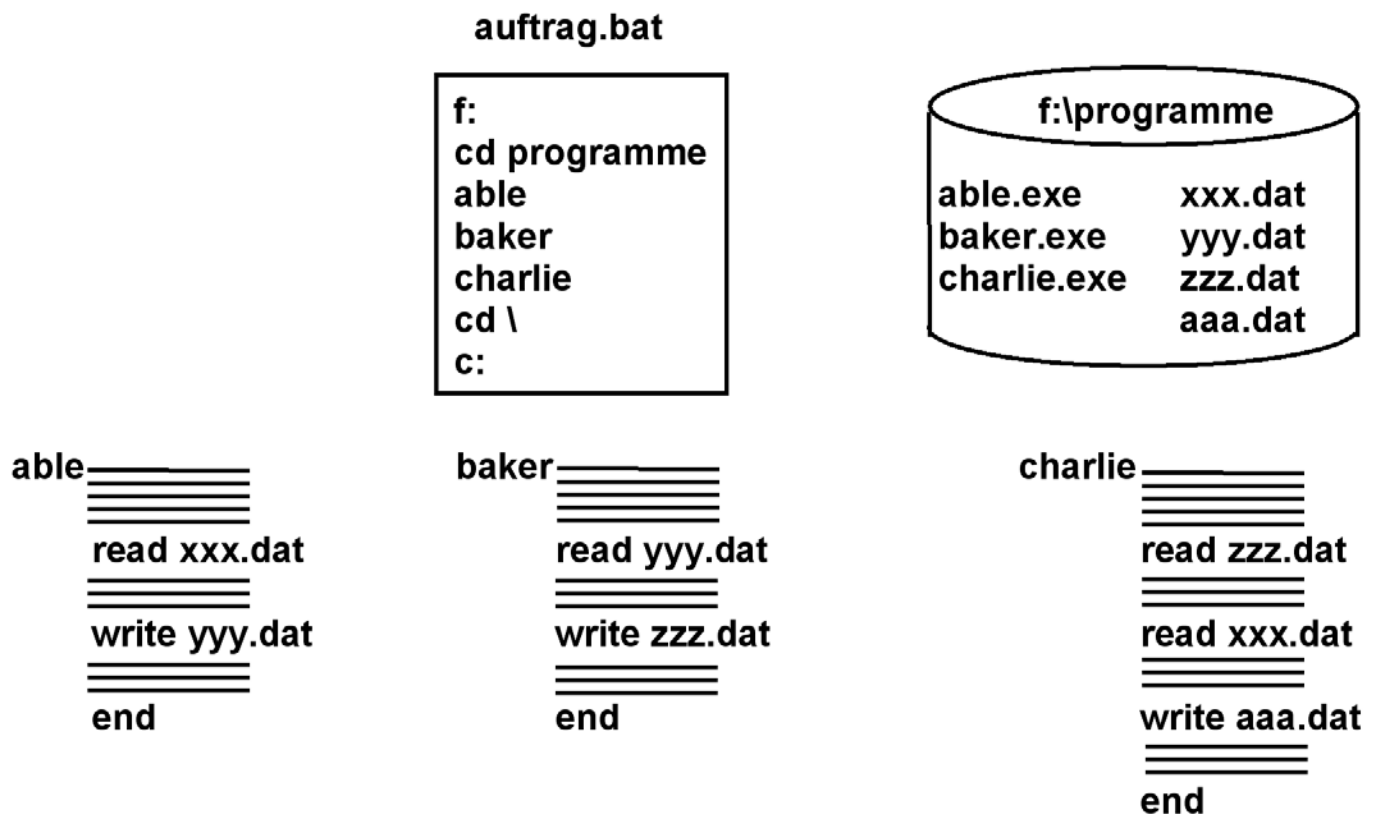 auftrag.bat
f:
cd programme
able
baker
charlie
cd \
c:
f:\programme
able.exe xxx.dat
baker.exe yyy.dat
charlie.exe zzz.dat
aaa.dat
able
read xxx.dat
write yyy.dat
end
baker
read yyy.dat
write zzz.dat
end
charlie
read zzz.dat
read xxx.dat
write aaa.dat
end